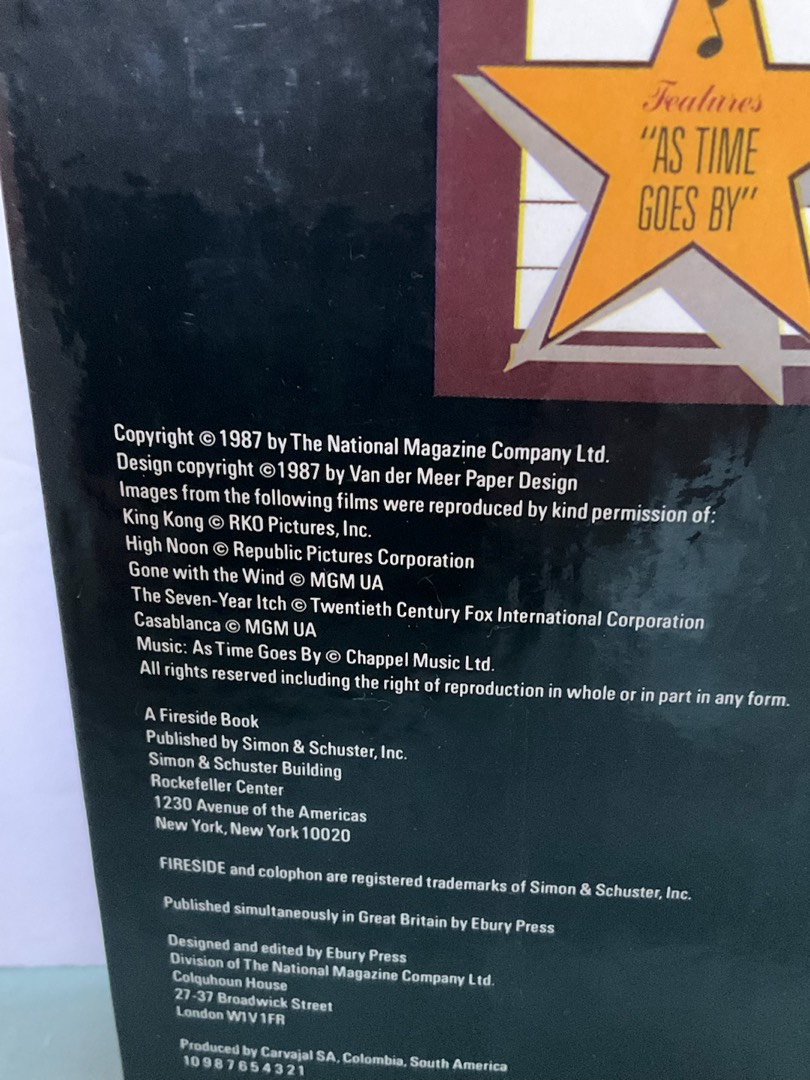 Features
"AS TIME
GOES BY"
Copyright © 1987 by The National Magazine Company Ltd.
Design copyright ©1987 by Van der Meer Paper Design
Images from the following films were reproduced by kind permission of:
King Kong © RKO Pictures, Inc.
High Noon © Republic Pictures Corporation
Gone with the Wind © MGM UA
The Seven-Year Itch © Twentieth Century Fox International Corporation
Casablanca © MGM UA
Music: As Time Goes By © Chappel Music Ltd.
All rights reserved including the right of reproduction in whole or in part in any form.
A Fireside Book
Published by Simon & Schuster, Inc.
Simon & Schuster Building
Rockefeller Center
1230 Avenue of the Americas
New York, New York 10020
FIRESIDE and colophon are registered trademarks of Simon & Schuster, Inc.
Published simultaneously in Great Britain by Ebury Press
Designed and edited by Ebury Press
Division of The National Magazine Company Ltd.
Colquhoun House
27-37 Broadwick Street
London W1V 1FR
Produced by Carvajal SA, Colombia, South America
10 9 8 7 6 5 4 3 2 1